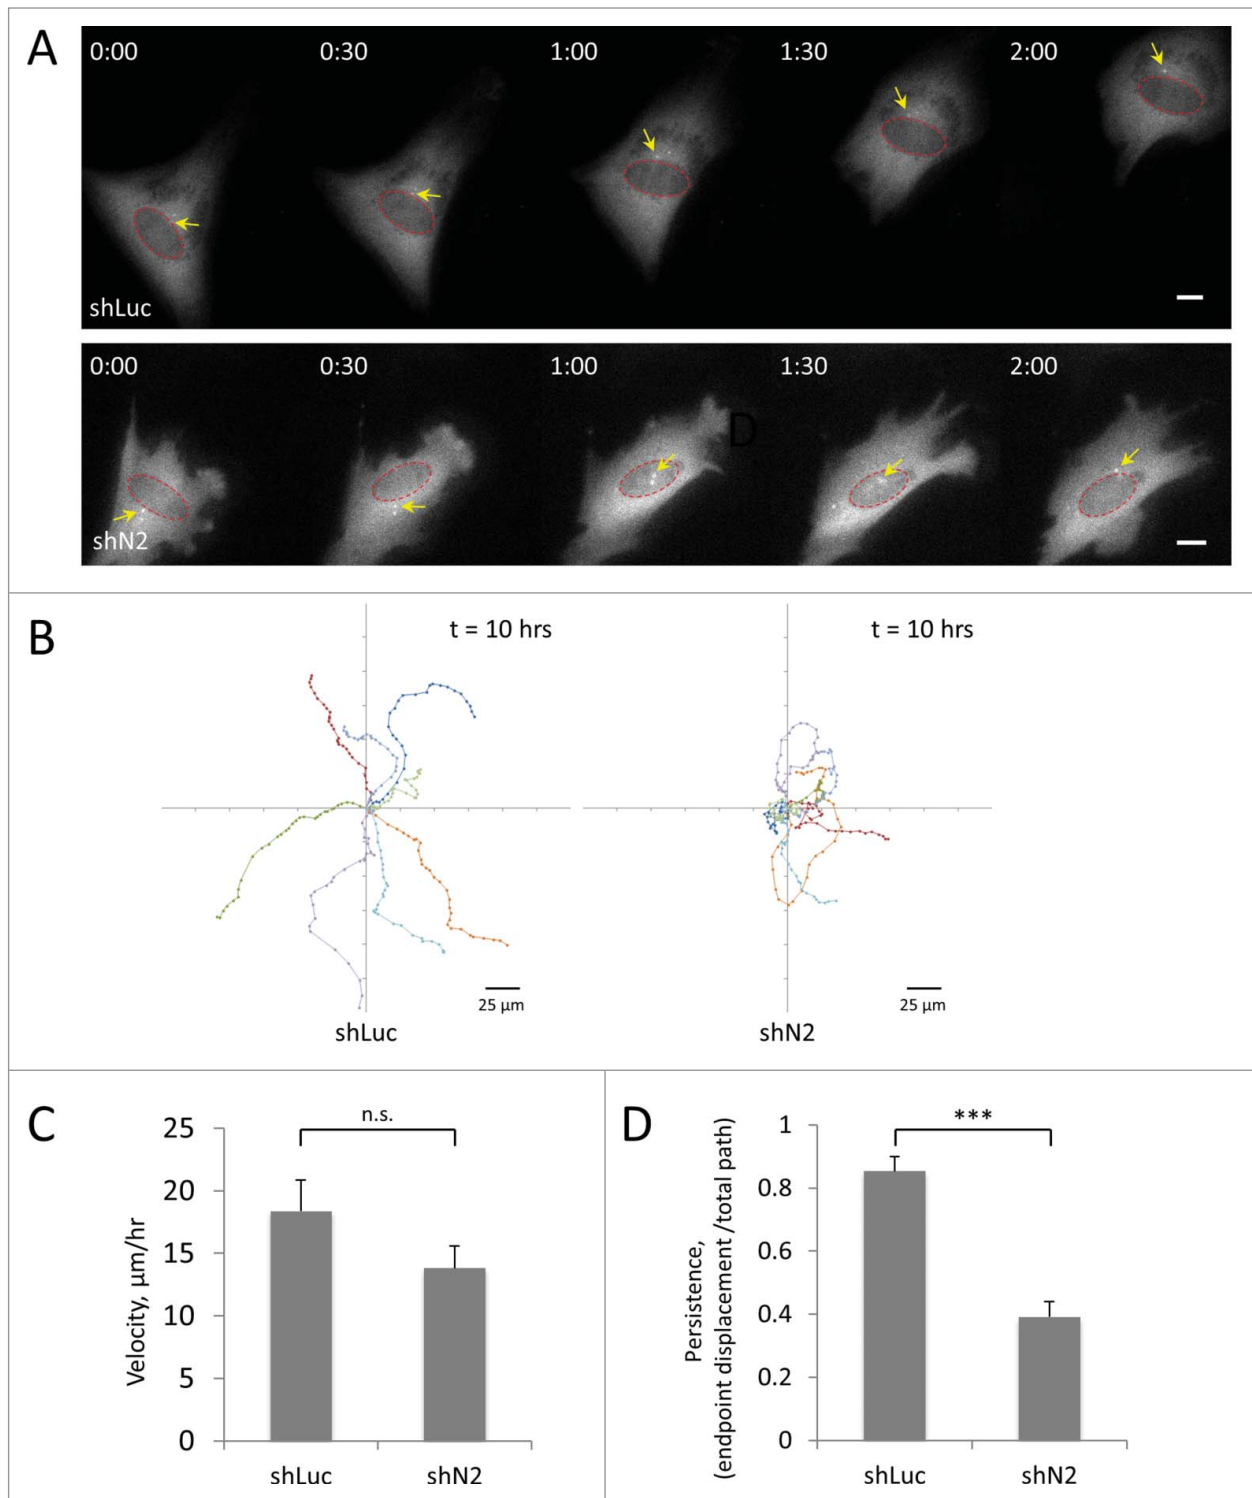 A
0:00
0:30
1:00
1:30
2:00
shLuc
0:00
0:30
1:00
1:30
2:00
D
shN2
B
t = 10 hrs
t = 10 hrs
25 µm
25 µm
shLuc
shN2
C
n.s.
25
20
15
10
5
0
Velocity, µm/hr
shLuc
shN2
D
***
1
0.8
0.6
0.4
0.2
0
Persistence,
(endpoint displacement /total path)
shLuc
shN2